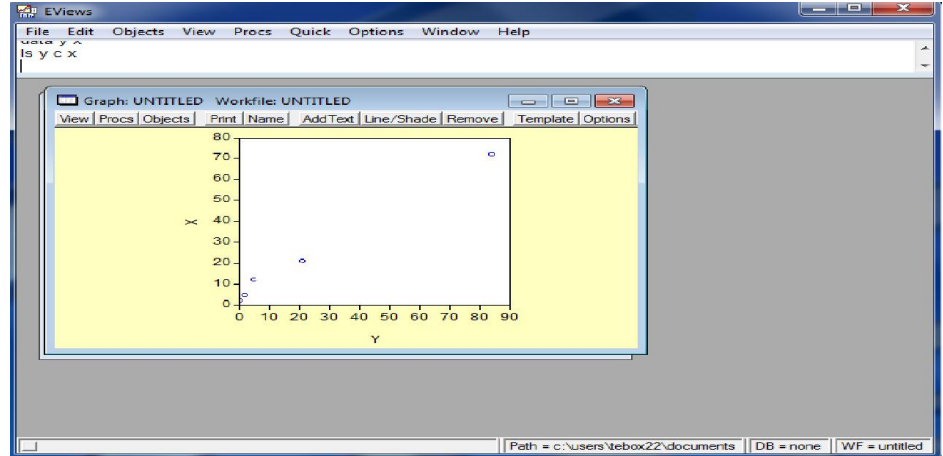 EViews
File Edit Objects View Procs Quick Options Window Help
data y x
ls y c x
Graph: UNTITLED Workfile: UNTITLED
View Procs Objects Print Name AddText Line/Shade Remove Template Options
80
70
60
50
40
30
20
10
0
X
0 10 20 30 40 50 60 70 80 90
Y
Path = c:\users\tebox22\documents DB = none WF = untitled